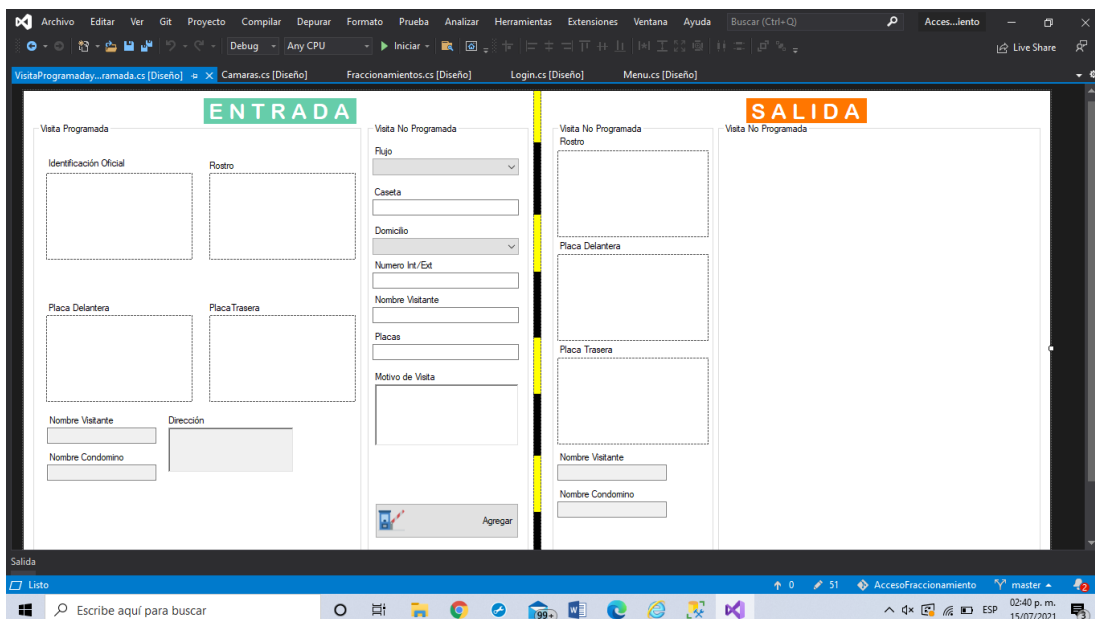 Archivo Editar Ver Git Proyecto Compilar Depurar Formato Prueba Analizar Herramientas Extensiones Ventana Ayuda Buscar (Ctrl+Q) Acces...iento
Debug Any CPU Iniciar Live Share
VisitaProgramaday...ramada.cs [Diseño] Camaras.cs [Diseño] Fraccionamientos.cs [Diseño] Login.cs [Diseño] Menu.cs [Diseño]
ENTRADA
Visita Programada
Identificación Oficial
Rostro
Placa Delantera
PlacaTrasera
Nombre Visitante
Dirección
Nombre Condomino
Visita No Programada
Flujo
Caseta
Domicilio
Numero Int/Ext
Nombre Visitante
Placas
Motivo de Visita
Agregar
SALIDA
Visita No Programada
Rostro
Placa Delantera
Placa Trasera
Nombre Visitante
Nombre Condomino
Visita No Programada
Salida
Listo 0 51 AccesoFraccionamiento master 2
Escribe aquí para buscar 99+ ESP 02:40 p. m.
15/07/2021 3